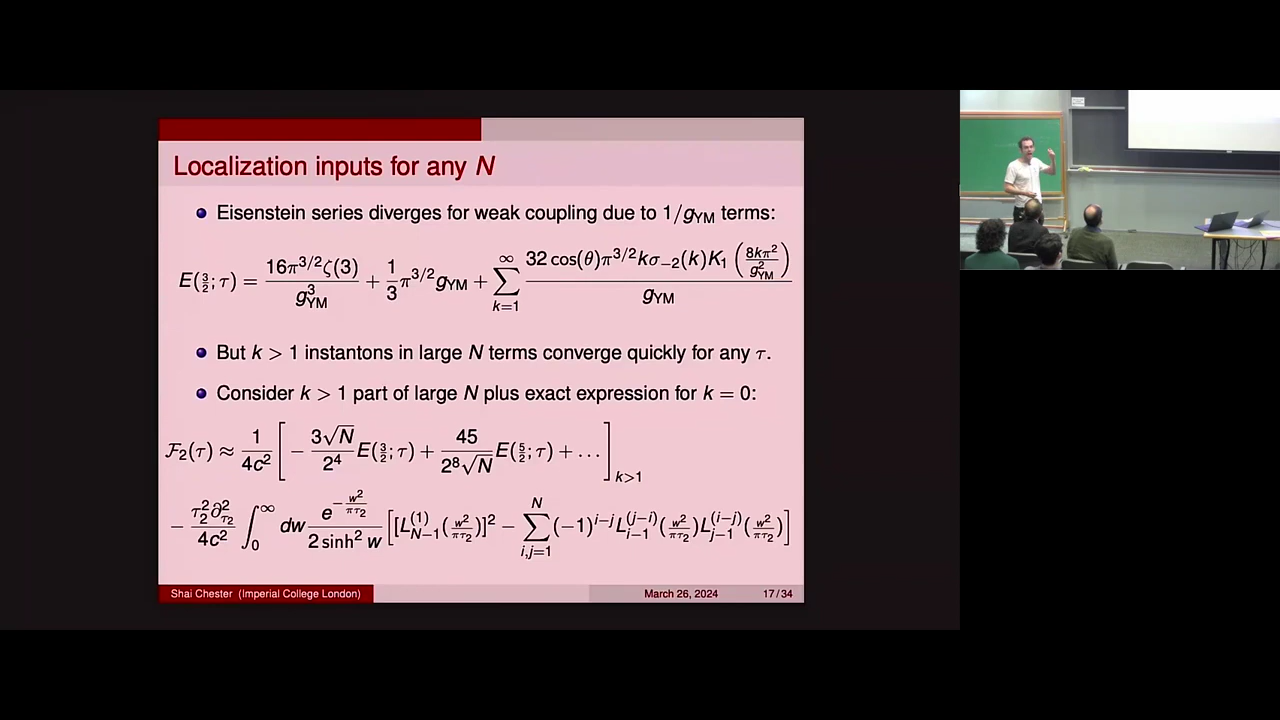 Localization inputs for any N
Eisenstein series diverges for weak coupling due to 1/g_YM terms:
E(3/2; τ) = 16π^{3/2}ζ(3)/g_YM^3 + 1/3 π^{3/2} g_YM + ∑_{k=1}^{∞} 32 cos(θ)π^{3/2}kσ_{-2}(k)K_1(8kπ^2/g_YM^2)/g_YM
But k > 1 instantons in large N terms converge quickly for any τ.
Consider k > 1 part of large N plus exact expression for k = 0:
F_2(τ) ≈ 1/4c^2 [ − 3√N/2^4 E(3/2; τ) + 45/2^8√N E(5/2; τ) + … ]_{k>1}
− τ_2^2 ∂_{τ_2}^2/4c^2 ∫_0^∞ dw e^{−w^2/πτ_2}/2 sinh^2 w [ [L_{N−1}^{(1)}(w^2/πτ_2)]^2 − ∑_{i,j=1}^{N} (−1)^{i−j} L_{i−1}^{(j−i)}(w^2/πτ_2) L_{j−1}^{(i−j)}(w^2/πτ_2) ]
Shai Chester (Imperial College London) March 26, 2024 17 / 34